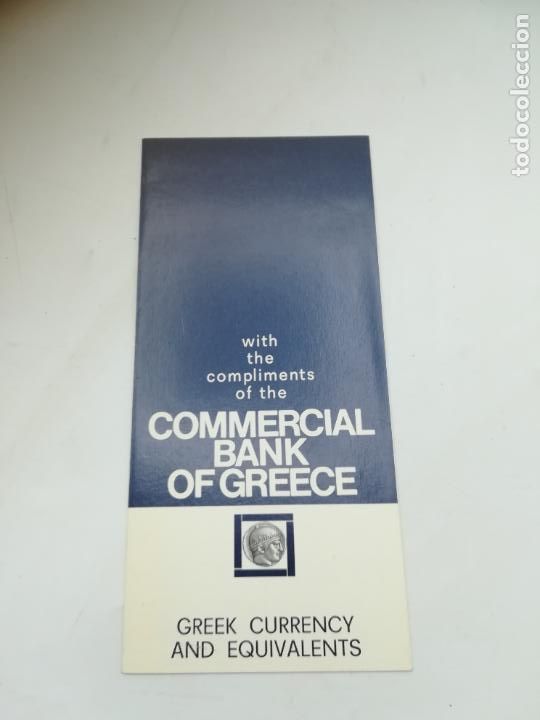 with
the
compliments
of the
COMMERCIAL
BANK
OF GREECE
GREEK CURRENCY
AND EQUIVALENTS
todocoleccion